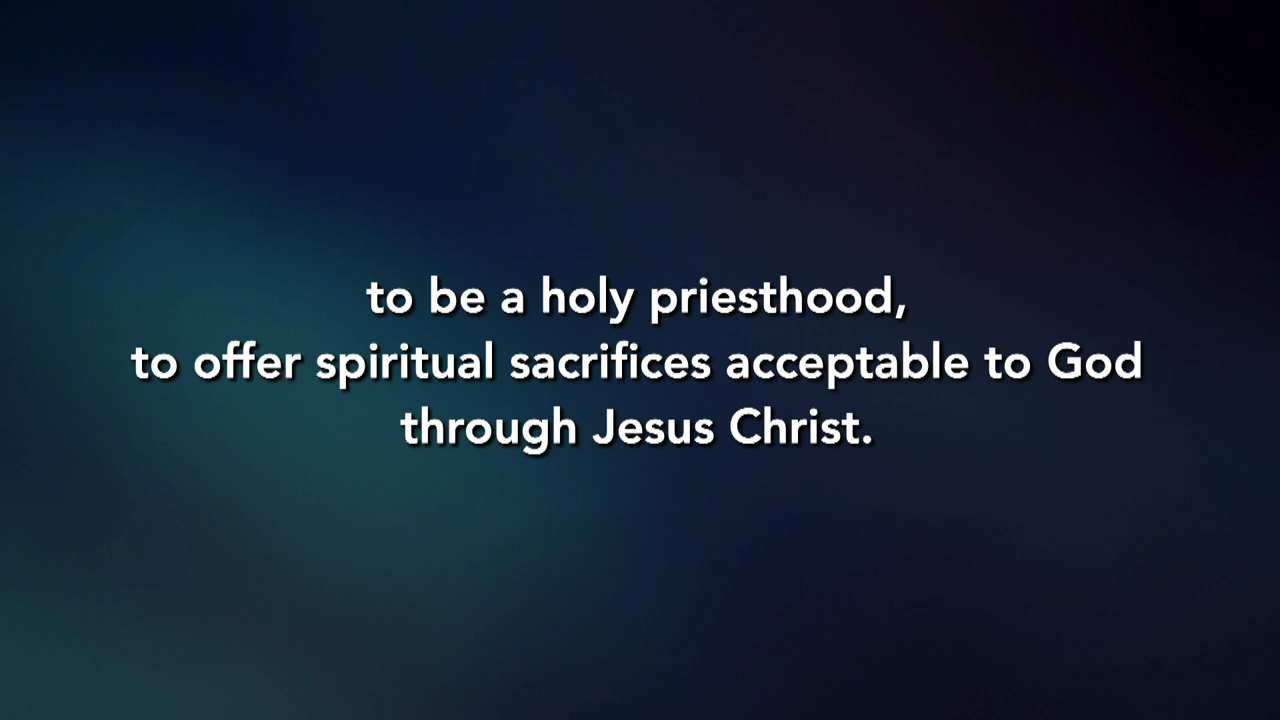 to be a holy priesthood,
to offer spiritual sacrifices acceptable to God
through Jesus Christ.